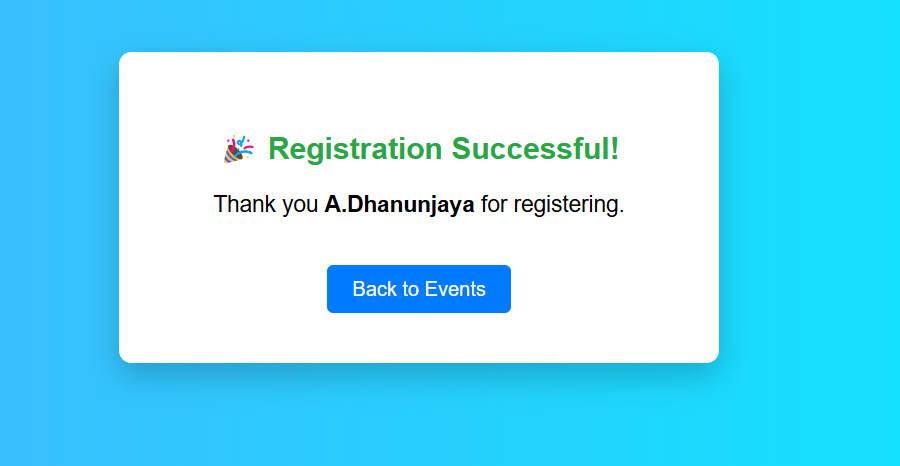 🎉 Registration Successful!
Thank you A.Dhanunjaya for registering.
Back to Events